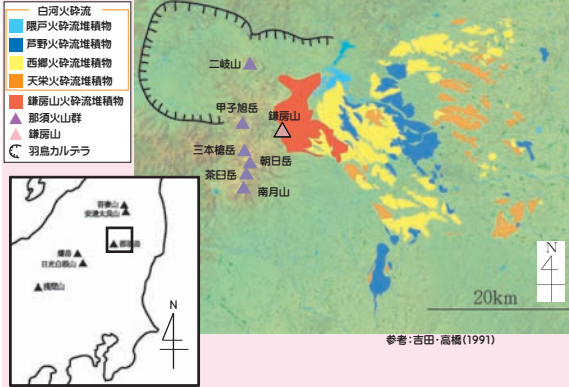 白河火砕流
隈戸火砕流堆積物
芦野火砕流堆積物
西郷火砕流堆積物
天栄火砕流堆積物
鎌房山火砕流堆積物
那須火山群
鎌房山
羽鳥カルデラ
二岐山
甲子旭岳
鎌房山
三本槍岳
朝日岳
茶臼岳
南月山
吾妻山
安達太良山
那須岳
燧岳
日光白根山
浅間山
N
N
20km
参考:吉田・高橋(1991)